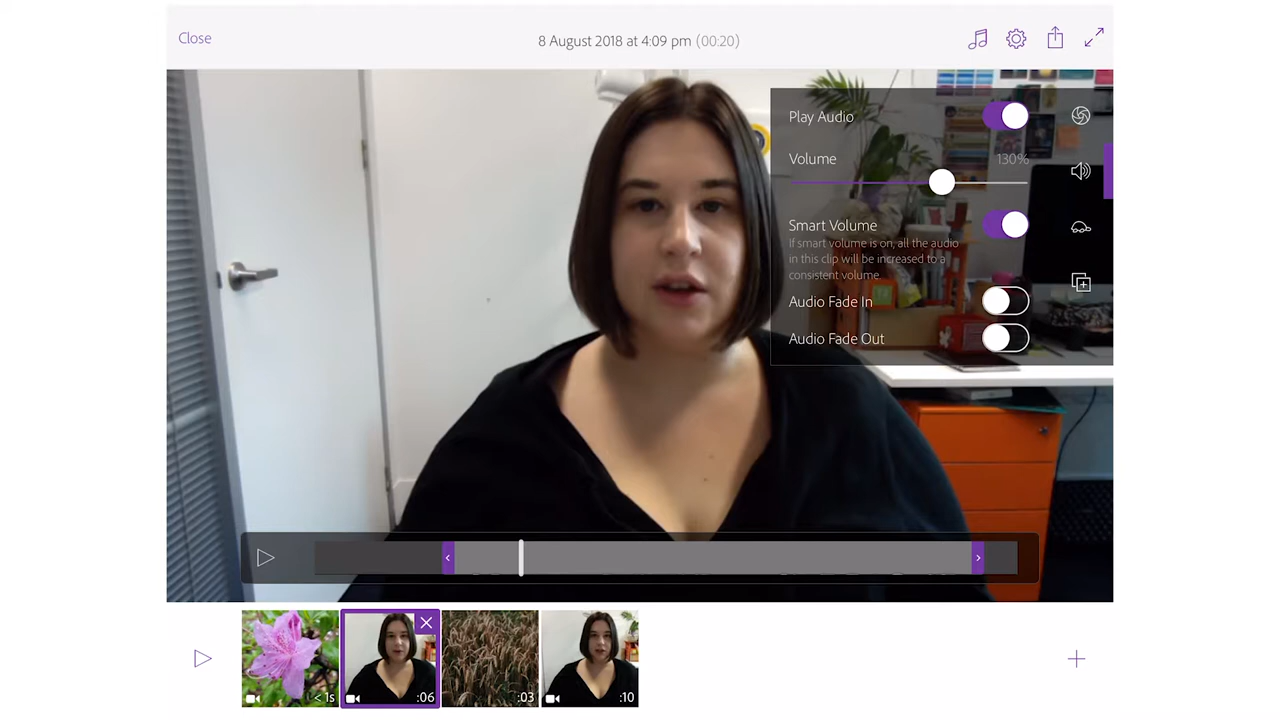 Close
8 August 2018 at 4:09 pm (00:20)
Play Audio
Volume 130%
Smart Volume
If smart volume is on, all the audio
in this clip will be increased to a
consistent volume.
Audio Fade In
Audio Fade Out
< 1s
:06
:03
:10